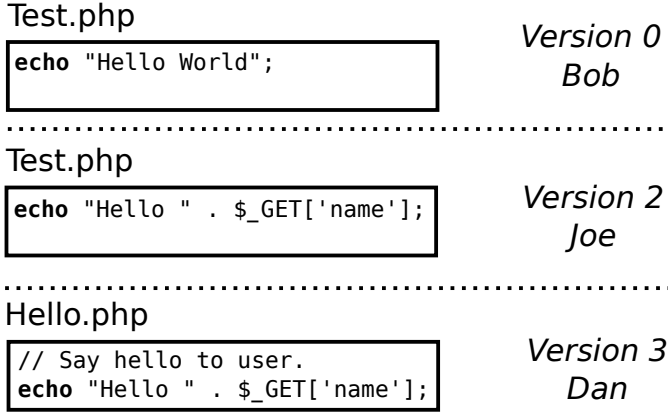 Test.php
echo "Hello World";
Version 0
Bob
Test.php
echo "Hello " . $_GET['name'];
Version 2
Joe
Hello.php
// Say hello to user.
echo "Hello " . $_GET['name'];
Version 3
Dan